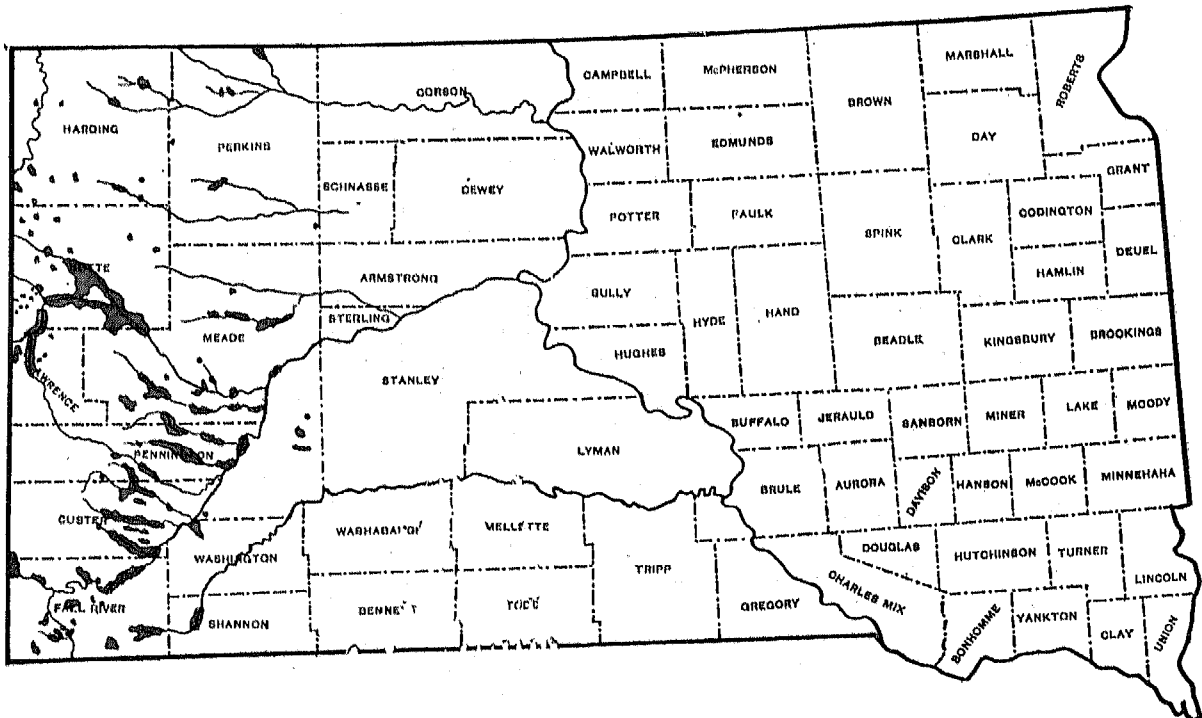 MARSHALL
ROBERTS
CAMPBELL
McPHERSON
BROWN
CORSON
HARDING
PERKINS
WALWORTH
EDMUNDS
DAY
GRANT
SCHNASSE
DEWEY
POTTER
FAULK
SPINK
CLARK
CODINGTON
DEUEL
HAMLIN
BUTTE
ARMSTRONG
SULLY
HYDE
HAND
STERLING
MEADE
BEADLE
KINGSBURY
BROOKINGS
HUGHES
STANLEY
BUFFALO
JERAULD
SANBORN
MINER
LAKE
MOODY
PENNINGTON
LYMAN
BRULE
AURORA
DAVISON
HANSON
McCOOK
MINNEHAHA
CUSTER
MELLETTE
WASHINGTON
DOUGLAS
HUTCHINSON
TURNER
LINCOLN
TRIPP
CHARLES MIX
FALL RIVER
SHANNON
GREGORY
BONHOMME
YANKTON
CLAY
UNION